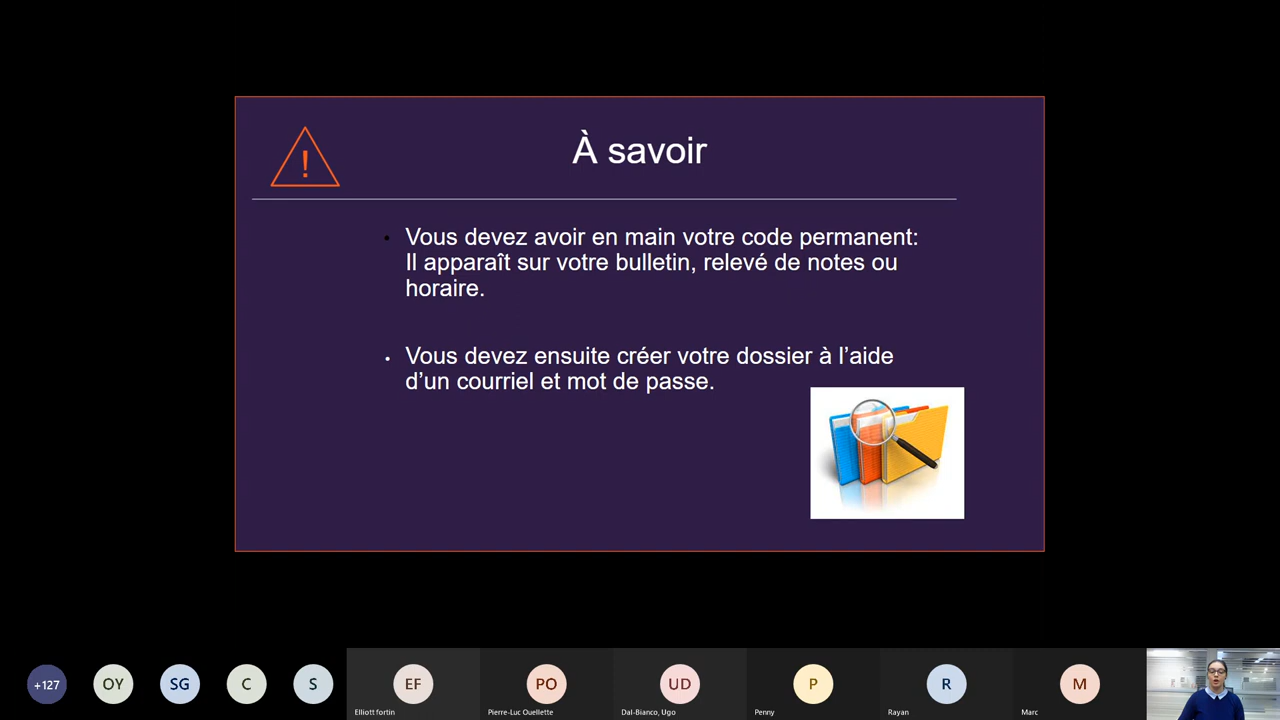 !
À savoir
Vous devez avoir en main votre code permanent:
Il apparaît sur votre bulletin, relevé de notes ou
horaire.
Vous devez ensuite créer votre dossier à l’aide
d’un courriel et mot de passe.
+127
OY
SG
C
S
EF
PO
UD
P
R
M
Elliott fortin
Pierre-Luc Ouellette
Dal-Bianco, Ugo
Penny
Rayan
Marc